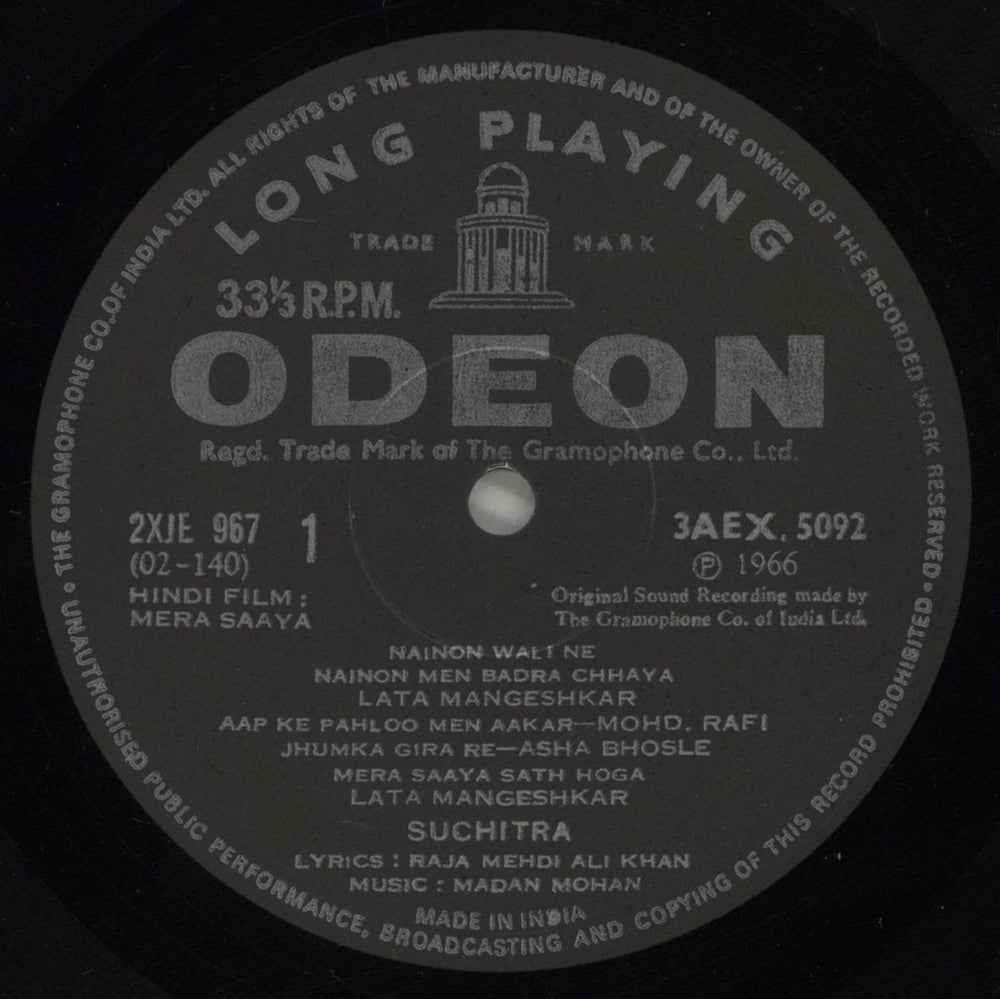 THE GRAMOPHONE CO. OF INDIA LTD. ALL RIGHTS OF THE MANUFACTURER AND OF THE OWNER OF THE RECORDED WORK RESERVED • UNAUTHORISED PUBLIC PERFORMANCE, BROADCASTING AND COPYING OF THIS RECORD PROHIBITED •
LONG PLAYING
TRADE MARK
33⅓ R.P.M.
ODEON
Regd. Trade Mark of The Gramophone Co., Ltd.
2XJE 967 1 3AEX. 5092
(02-140) Ⓟ 1966
HINDI FILM : Original Sound Recording made by
MERA SAAYA The Gramophone Co. of India Ltd.
NAINON WALI NE
NAINON MEN BADRA CHHAYA
LATA MANGESHKAR
AAP KE PAHLOO MEN AAKAR—MOHD. RAFI
JHUMKA GIRA RE—ASHA BHOSLE
MERA SAAYA SATH HOGA
LATA MANGESHKAR
SUCHITRA
LYRICS : RAJA MEHDI ALI KHAN
MUSIC : MADAN MOHAN
MADE IN INDIA